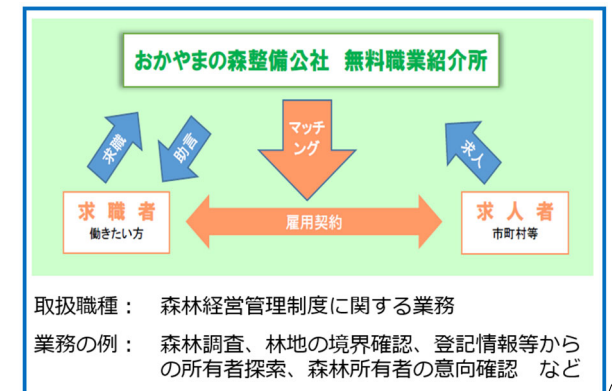 おかやまの森整備公社　無料職業紹介所
求職
助言
マッチ
ング
求人
求 職 者
働きたい方
雇用契約
求 人 者
市町村等
取扱職種：　森林経営管理制度に関する業務
業務の例：　森林調査、林地の境界確認、登記情報等から
の所有者探索、森林所有者の意向確認　など